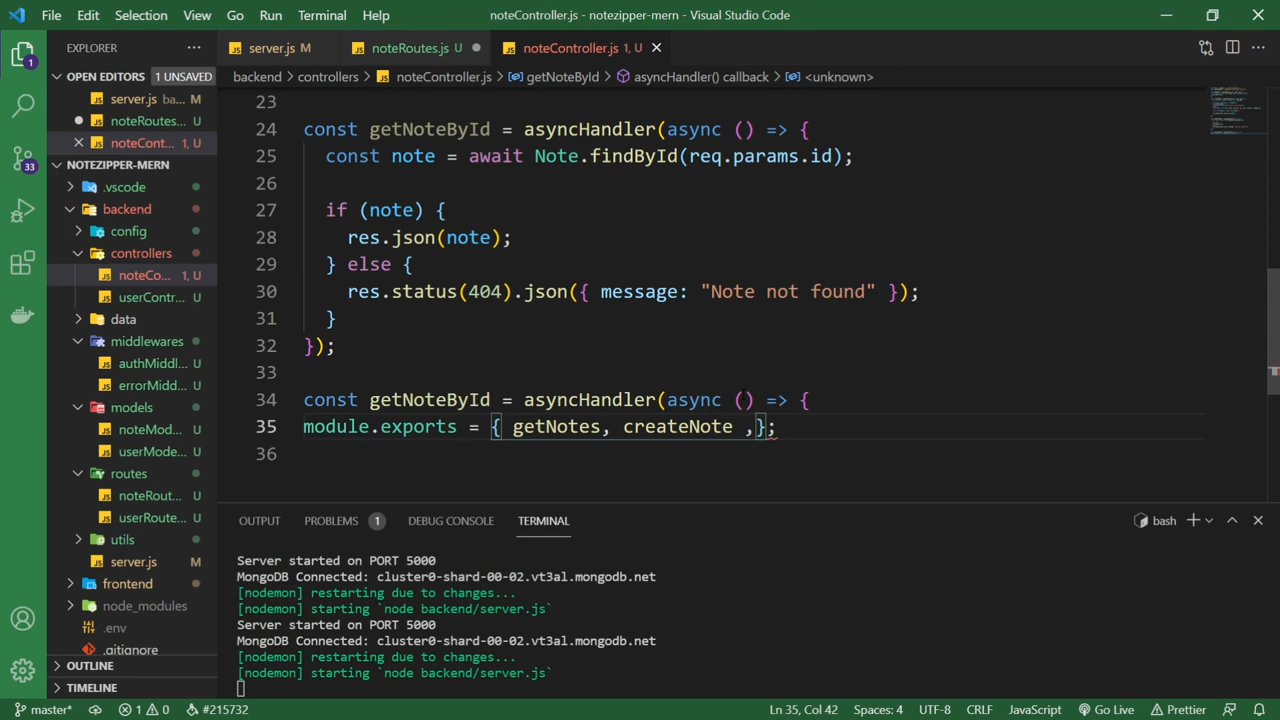 File Edit Selection View Go Run Terminal Help noteController.js - notezipper-mern - Visual Studio Code
EXPLORER ···
OPEN EDITORS 1 UNSAVED
server.js ba... M
noteRoutes... U
noteCont... 1, U
NOTEZIPPER-MERN
.vscode
backend
config
controllers
noteCo... 1, U
userContr... U
data
middlewares
authMiddl... U
errorMidd... U
models
noteMod... U
userMode... U
routes
noteRout... U
userRoute... U
utils
server.js M
frontend
node_modules
.env
.gitignore
OUTLINE
TIMELINE
server.js M noteRoutes.js U noteController.js 1, U
backend > controllers > noteController.js > getNoteById > asyncHandler() callback > <unknown>
23
24 const getNoteById = asyncHandler(async () => {
25 const note = await Note.findById(req.params.id);
26
27 if (note) {
28 res.json(note);
29 } else {
30 res.status(404).json({ message: "Note not found" });
31 }
32 });
33
34 const getNoteById = asyncHandler(async () => {
35 module.exports = { getNotes, createNote ,};
36
OUTPUT PROBLEMS 1 DEBUG CONSOLE TERMINAL bash
Server started on PORT 5000
MongoDB Connected: cluster0-shard-00-02.vt3al.mongodb.net
[nodemon] restarting due to changes...
[nodemon] starting `node backend/server.js`
Server started on PORT 5000
MongoDB Connected: cluster0-shard-00-02.vt3al.mongodb.net
[nodemon] restarting due to changes...
[nodemon] starting `node backend/server.js`
1
33
master* 1 0 #215732 Ln 35, Col 42 Spaces: 4 UTF-8 CRLF JavaScript Go Live Prettier